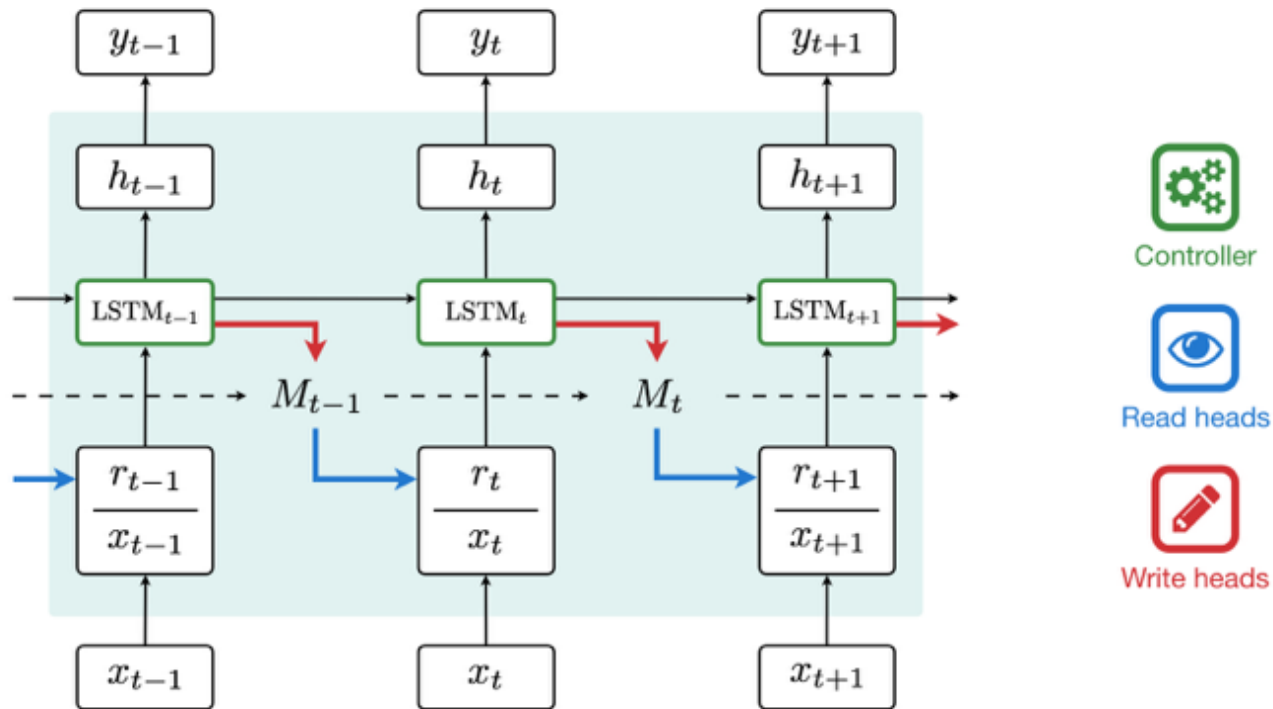 y_{t-1} y_t y_{t+1}
h_{t-1} h_t h_{t+1}
Controller
LSTM_{t-1} LSTM_t LSTM_{t+1}
M_{t-1} M_t
Read heads
r_{t-1} r_t r_{t+1}
x_{t-1} x_t x_{t+1}
Write heads
x_{t-1} x_t x_{t+1}